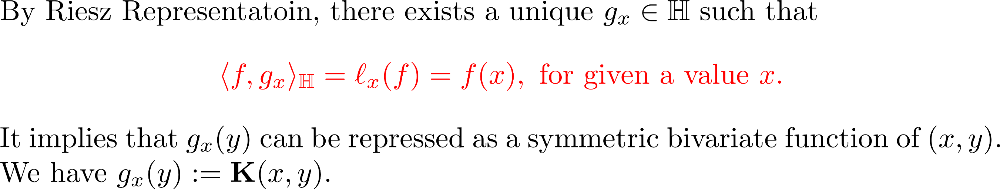 By Riesz Representatoin, there exists a unique $g_x \in \mathbb{H}$ such that
$\langle f, g_x \rangle_{\mathbb{H}} = \ell_x(f) = f(x),$ for given a value $x$.
It implies that $g_x(y)$ can be repressed as a symmetric bivariate function of $(x, y)$.
We have $g_x(y) := \mathbf{K}(x, y)$.